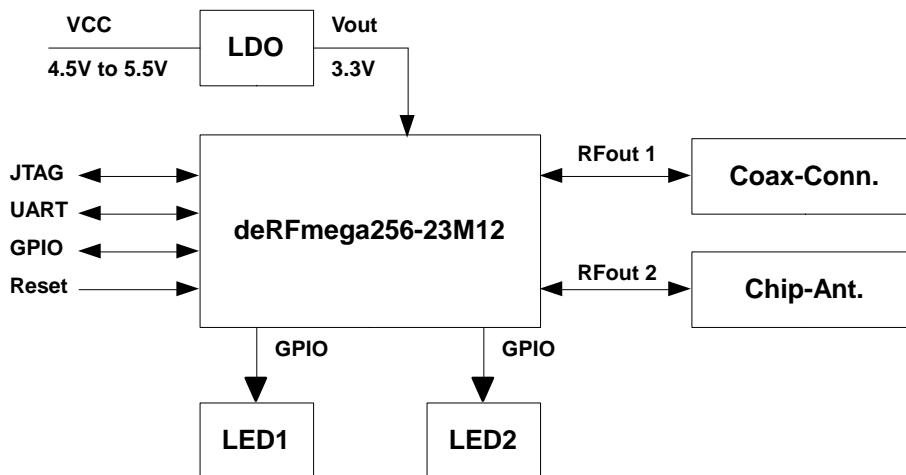 VCC
4.5V to 5.5V
LDO
Vout
3.3V
JTAG
UART
GPIO
Reset
deRFmega256-23M12
RFout 1
Coax-Conn.
RFout 2
Chip-Ant.
GPIO
GPIO
LED1
LED2